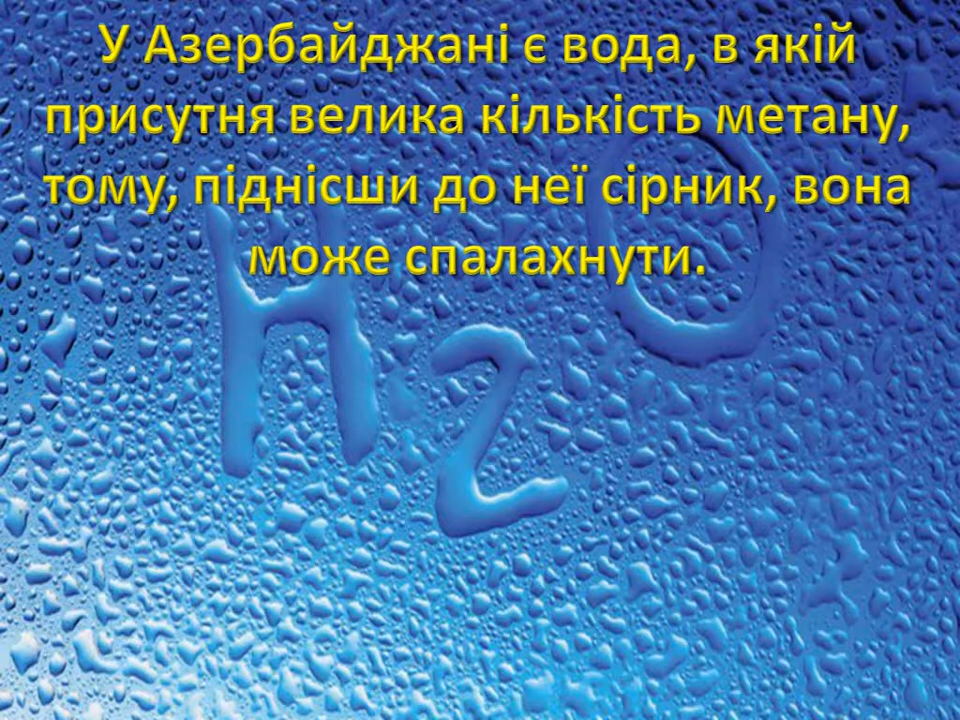 У Азербайджані є вода, в якій
присутня велика кількість метану,
тому, піднісши до неї сірник, вона
може спалахнути.
H2O